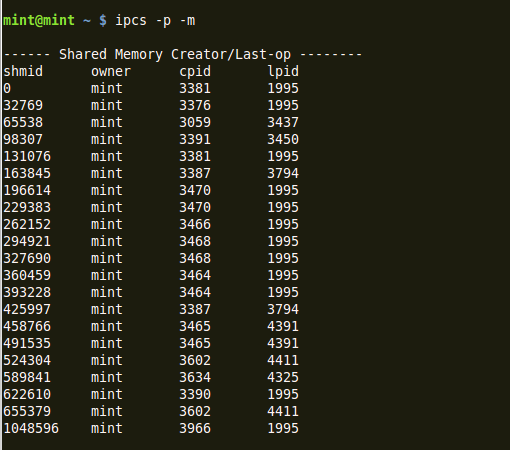 mint@mint ~ $ ipcs -p -m
------ Shared Memory Creator/Last-op --------
shmid owner cpid lpid
0 mint 3381 1995
32769 mint 3376 1995
65538 mint 3059 3437
98307 mint 3391 3450
131076 mint 3381 1995
163845 mint 3387 3794
196614 mint 3470 1995
229383 mint 3470 1995
262152 mint 3466 1995
294921 mint 3468 1995
327690 mint 3468 1995
360459 mint 3464 1995
393228 mint 3464 1995
425997 mint 3387 3794
458766 mint 3465 4391
491535 mint 3465 4391
524304 mint 3602 4411
589841 mint 3634 4325
622610 mint 3390 1995
655379 mint 3602 4411
1048596 mint 3966 1995